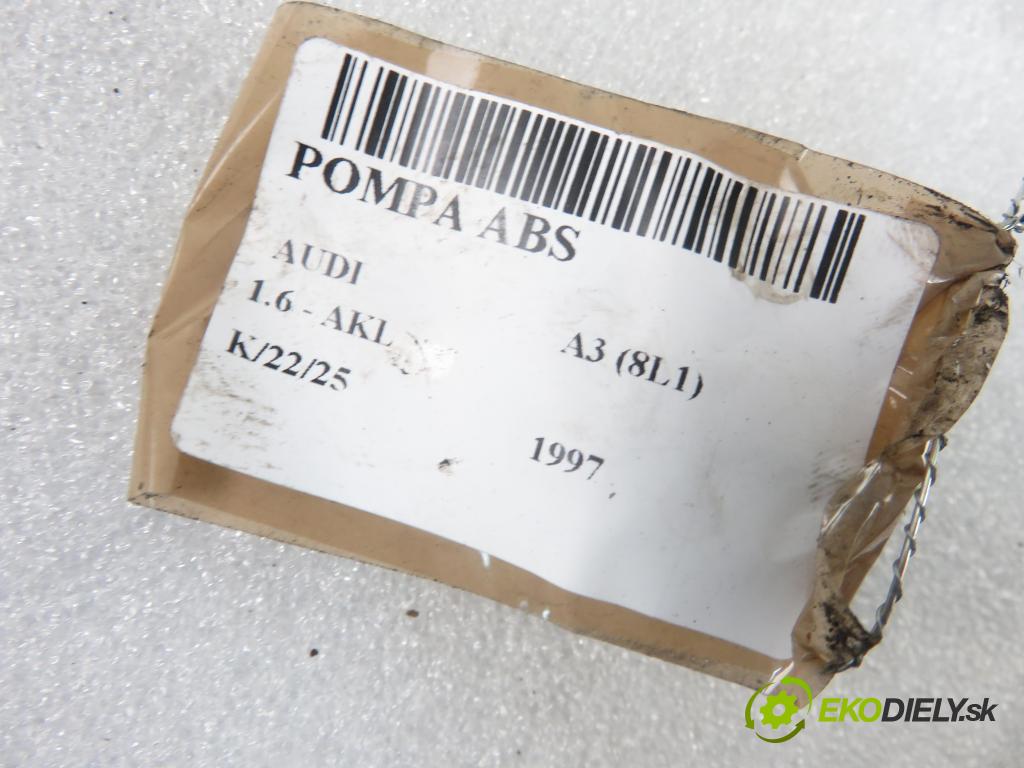 POMPA ABS
AUDI
A3 (8L1)
1.6 - AKL
K/22/25
1997
EKODIELY.sk